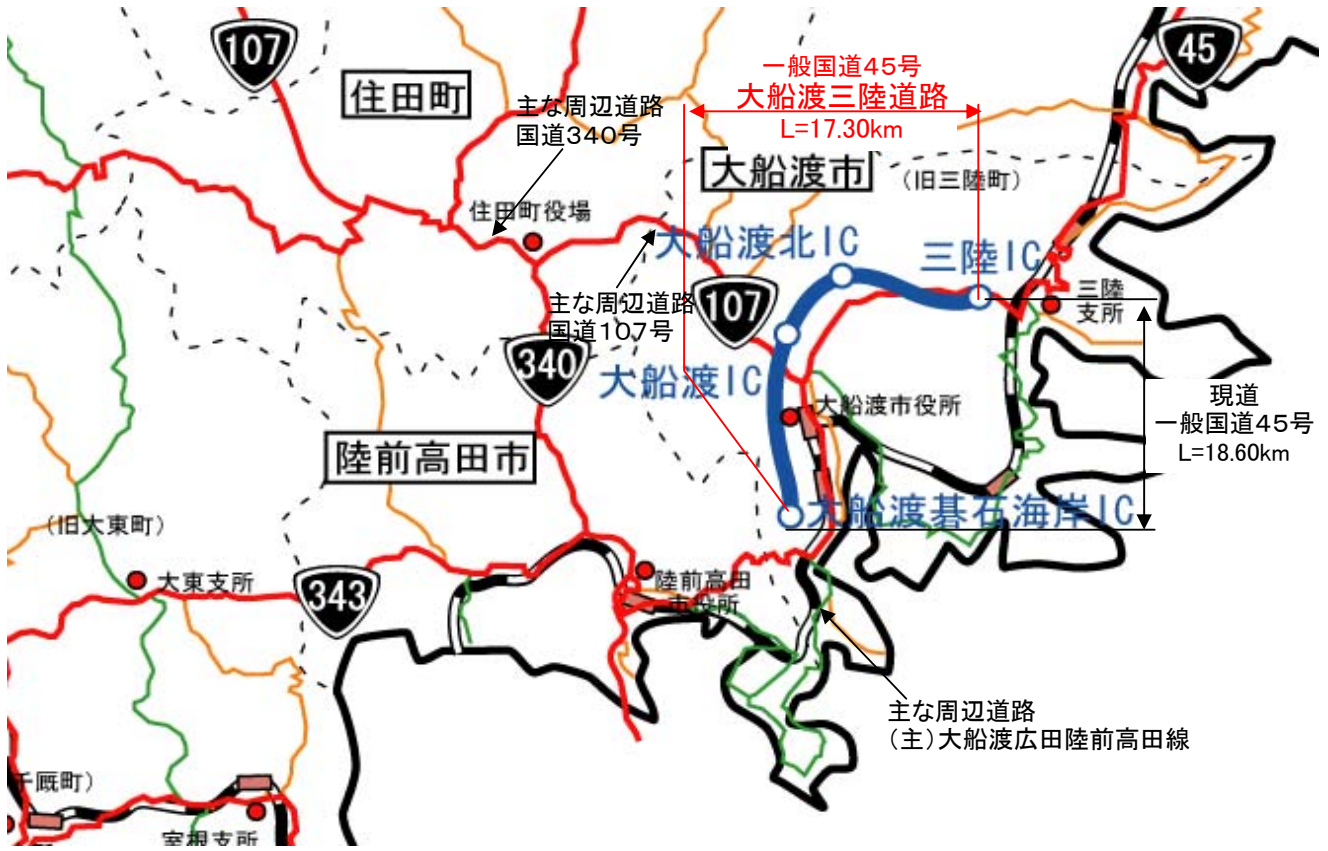 107
45
一般国道45号
大船渡三陸道路
L=17.30km
住田町
主な周辺道路
国道340号
大船渡市
(旧三陸町)
住田町役場
大船渡北IC
三陸IC
三陸
支所
主な周辺道路
国道107号
107
340
大船渡IC
現道
一般国道45号
L=18.60km
大船渡市役所
陸前高田市
大船渡碁石海岸IC
(旧大東町)
大東支所
343
陸前高田
市役所
主な周辺道路
(主)大船渡広田陸前高田線
千厩町)
室根支所